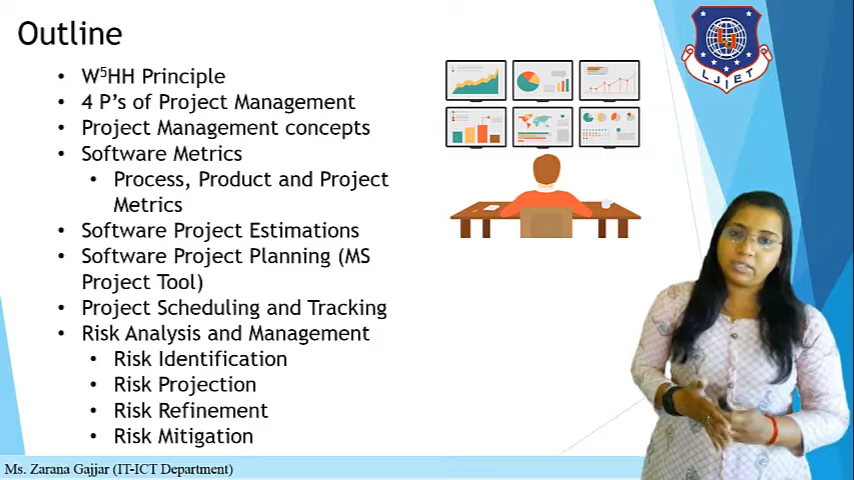 Outline
• W⁵HH Principle
• 4 P's of Project Management
• Project Management concepts
• Software Metrics
• Process, Product and Project
Metrics
• Software Project Estimations
• Software Project Planning (MS
Project Tool)
• Project Scheduling and Tracking
• Risk Analysis and Management
• Risk Identification
• Risk Projection
• Risk Refinement
• Risk Mitigation
LJIET
Ms. Zarana Gajjar (IT-ICT Department)